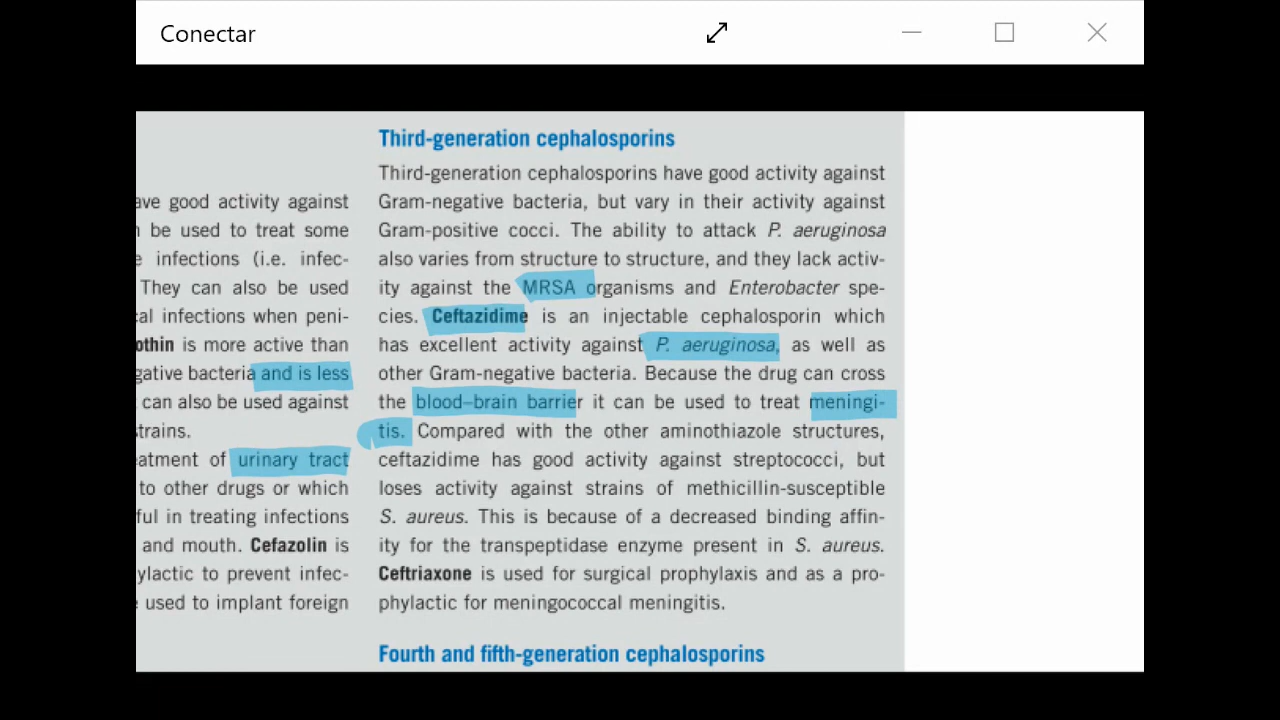 Conectar
ave good activity against
be used to treat some
infections (i.e. infec-
They can also be used
al infections when peni-
othin is more active than
gative bacteria and is less
can also be used against
strains.
eatment of urinary tract
to other drugs or which
ful in treating infections
and mouth. Cefazolin is
ylactic to prevent infec-
used to implant foreign
Third-generation cephalosporins
Third-generation cephalosporins have good activity against
Gram-negative bacteria, but vary in their activity against
Gram-positive cocci. The ability to attack P. aeruginosa
also varies from structure to structure, and they lack activ-
ity against the MRSA organisms and Enterobacter spe-
cies. Ceftazidime is an injectable cephalosporin which
has excellent activity against P. aeruginosa, as well as
other Gram-negative bacteria. Because the drug can cross
the blood–brain barrier it can be used to treat meningi-
tis. Compared with the other aminothiazole structures,
ceftazidime has good activity against streptococci, but
loses activity against strains of methicillin-susceptible
S. aureus. This is because of a decreased binding affin-
ity for the transpeptidase enzyme present in S. aureus.
Ceftriaxone is used for surgical prophylaxis and as a pro-
phylactic for meningococcal meningitis.
Fourth and fifth-generation cephalosporins